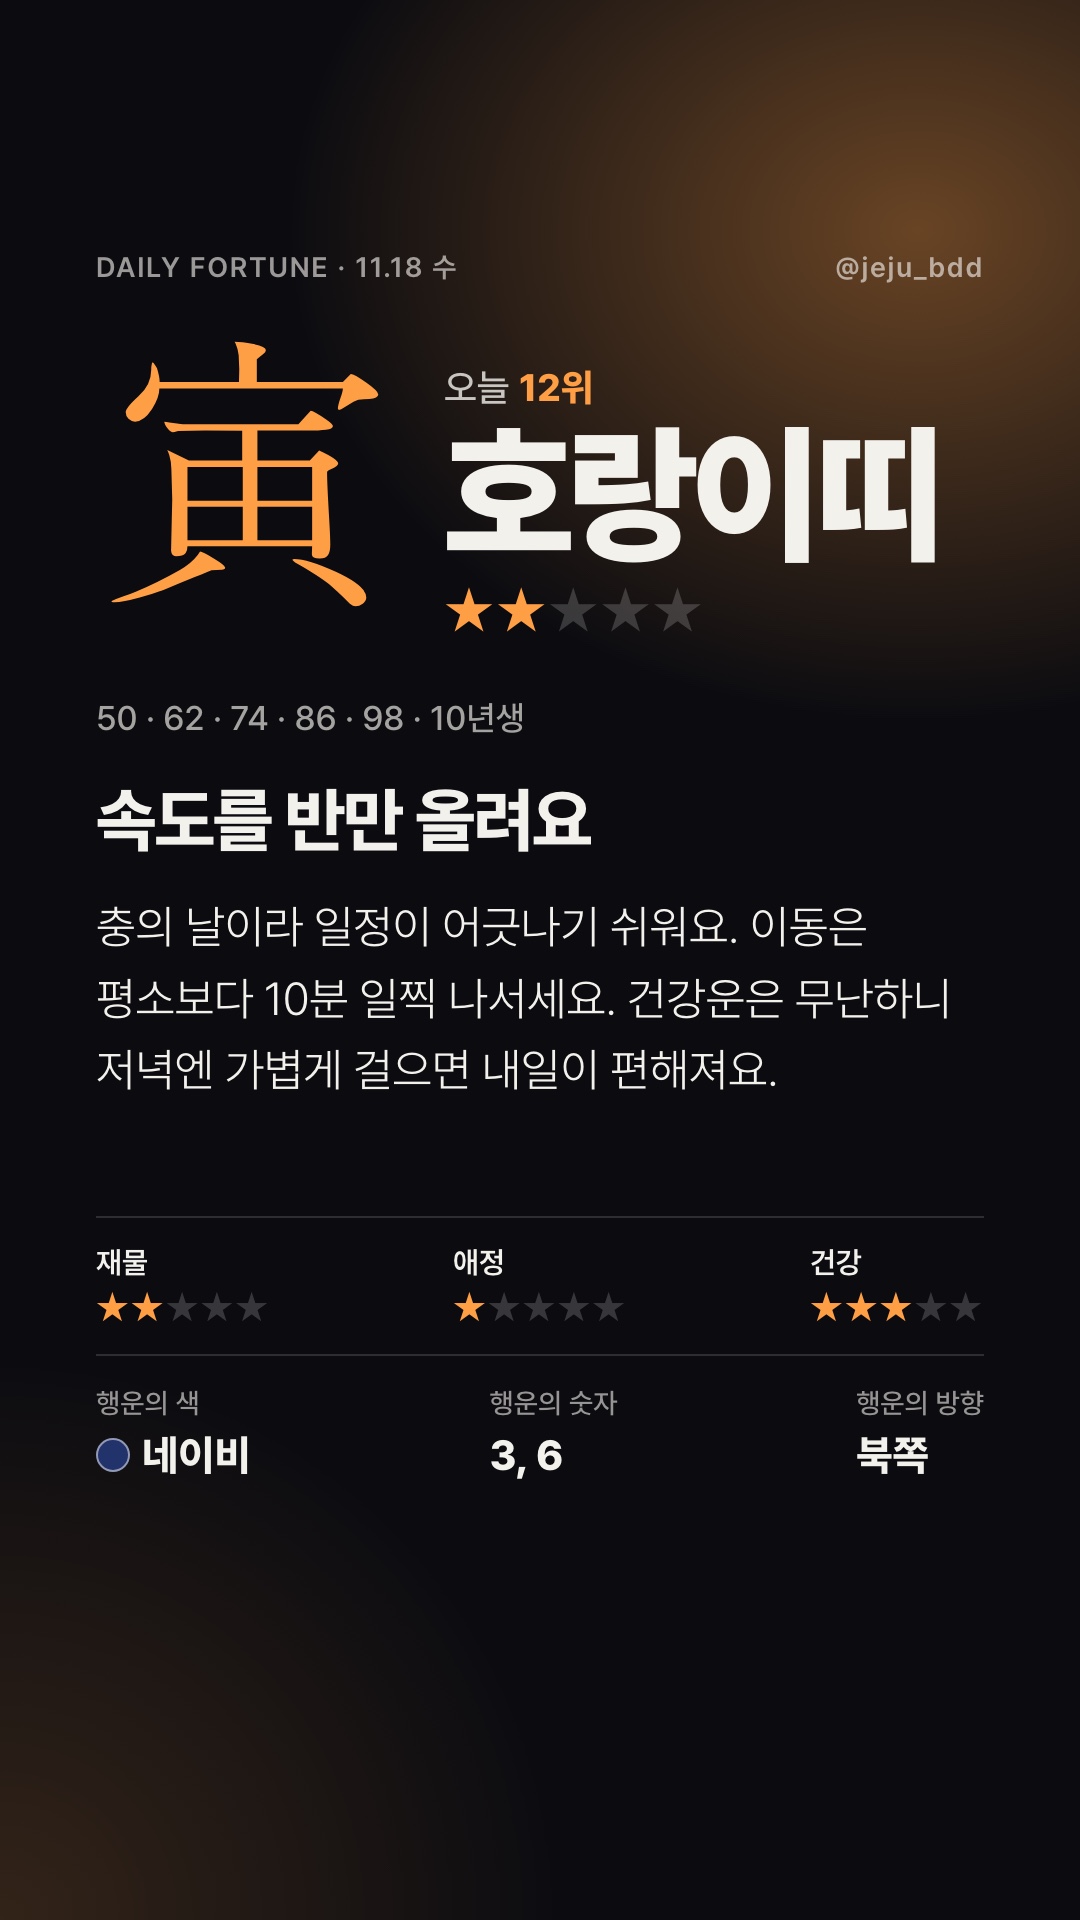 DAILY FORTUNE · 11.18 수
@jeju_bdd
寅
오늘 12위
호랑이띠
★★★★★
50 · 62 · 74 · 86 · 98 · 10년생
속도를 반만 올려요
충의 날이라 일정이 어긋나기 쉬워요. 이동은
평소보다 10분 일찍 나서세요. 건강운은 무난하니
저녁엔 가볍게 걸으면 내일이 편해져요.
재물 애정 건강
★★★★★ ★★★★★ ★★★★★
행운의 색 행운의 숫자 행운의 방향
네이비 3, 6 북쪽